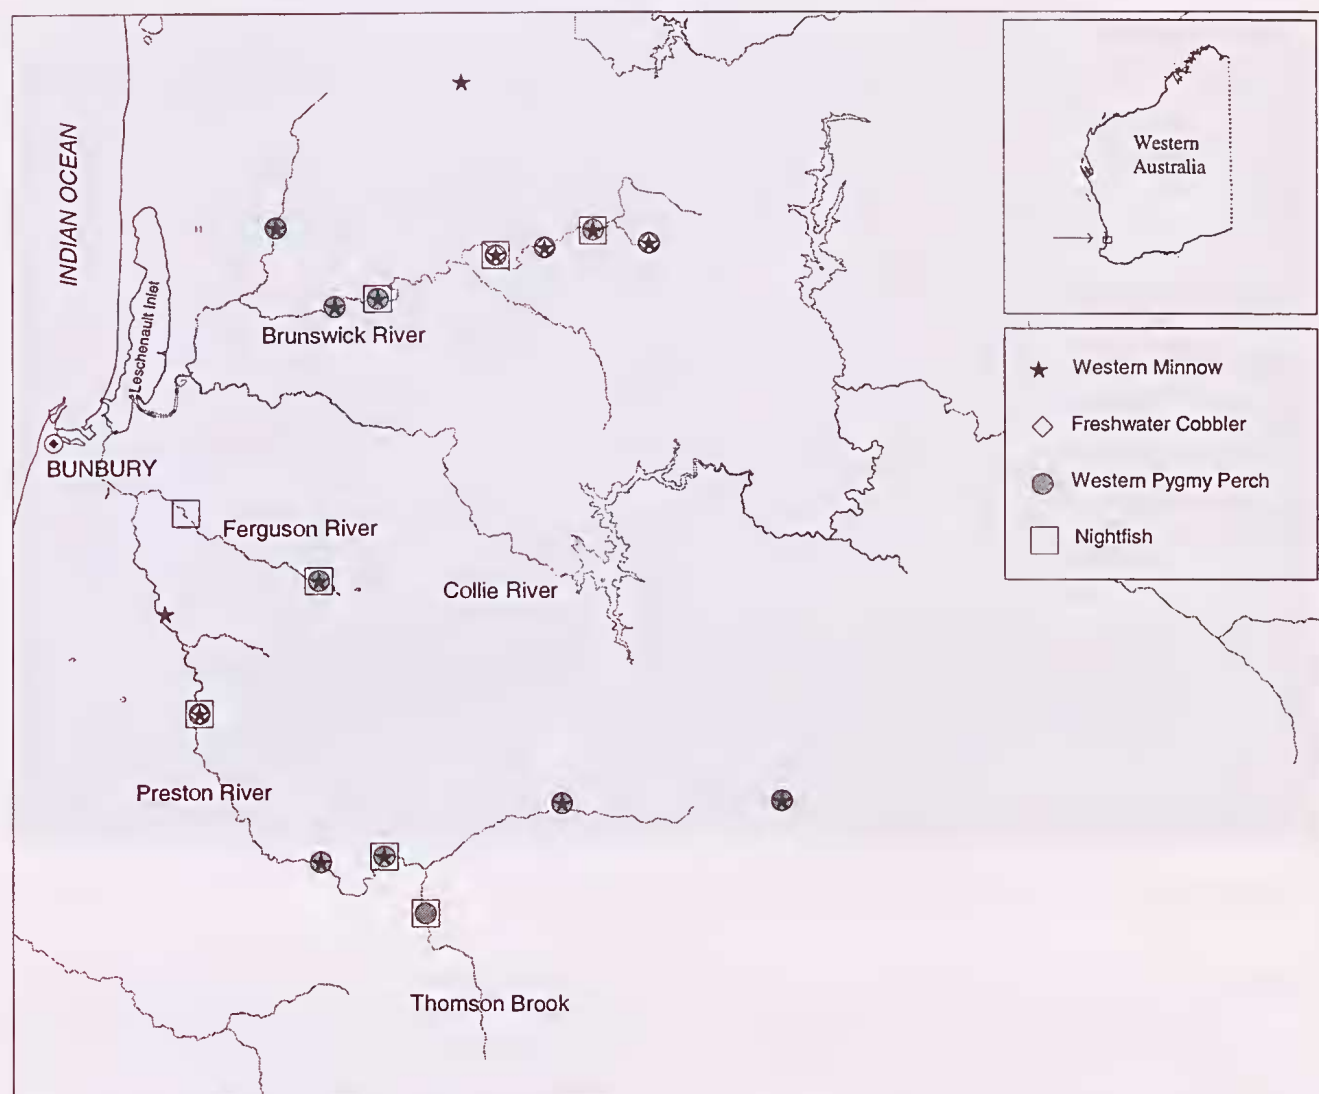 INDIAN OCEAN
Leschenault Inlet
BUNBURY
Brunswick River
Ferguson River
Collie River
Preston River
Thomson Brook
Western
Australia
Western Minnow
Freshwater Cobbler
Western Pygmy Perch
Nightfish